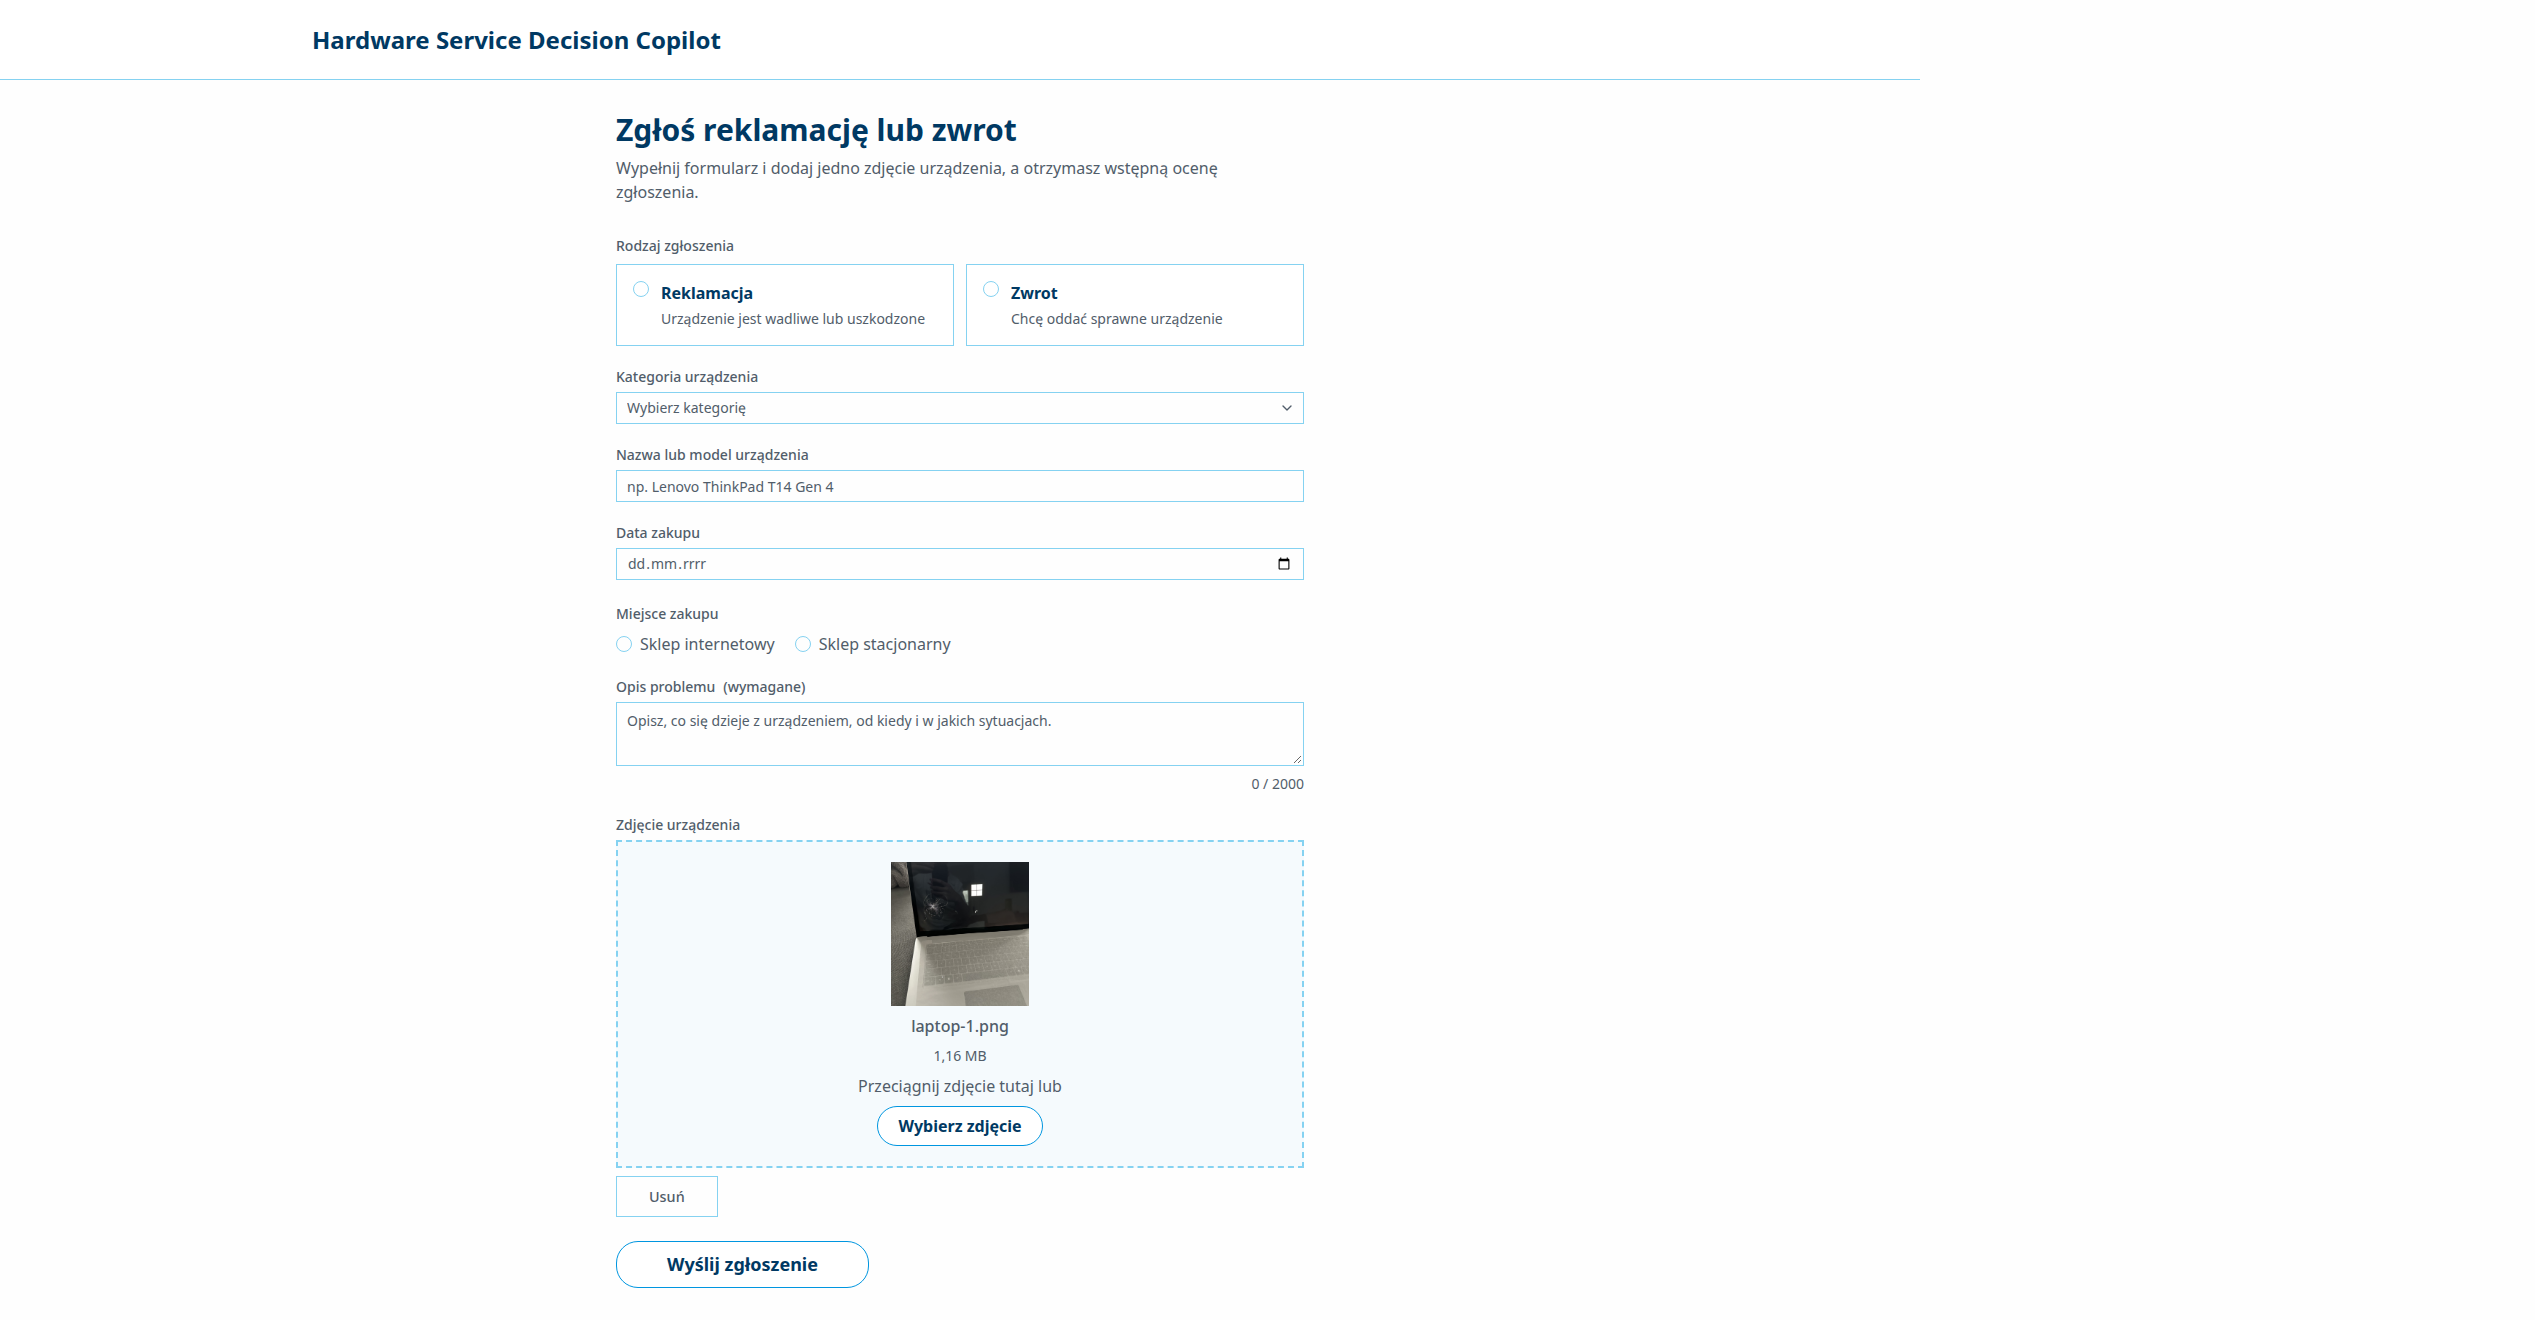 Hardware Service Decision Copilot
Zgłoś reklamację lub zwrot
Wypełnij formularz i dodaj jedno zdjęcie urządzenia, a otrzymasz wstępną ocenę
zgłoszenia.
Rodzaj zgłoszenia
Reklamacja
Urządzenie jest wadliwe lub uszkodzone
Zwrot
Chcę oddać sprawne urządzenie
Kategoria urządzenia
Wybierz kategorię
Nazwa lub model urządzenia
np. Lenovo ThinkPad T14 Gen 4
Data zakupu
dd.mm.rrrr
Miejsce zakupu
Sklep internetowy
Sklep stacjonarny
Opis problemu (wymagane)
Opisz, co się dzieje z urządzeniem, od kiedy i w jakich sytuacjach.
0 / 2000
Zdjęcie urządzenia
laptop-1.png
1,16 MB
Przeciągnij zdjęcie tutaj lub
Wybierz zdjęcie
Usuń
Wyślij zgłoszenie